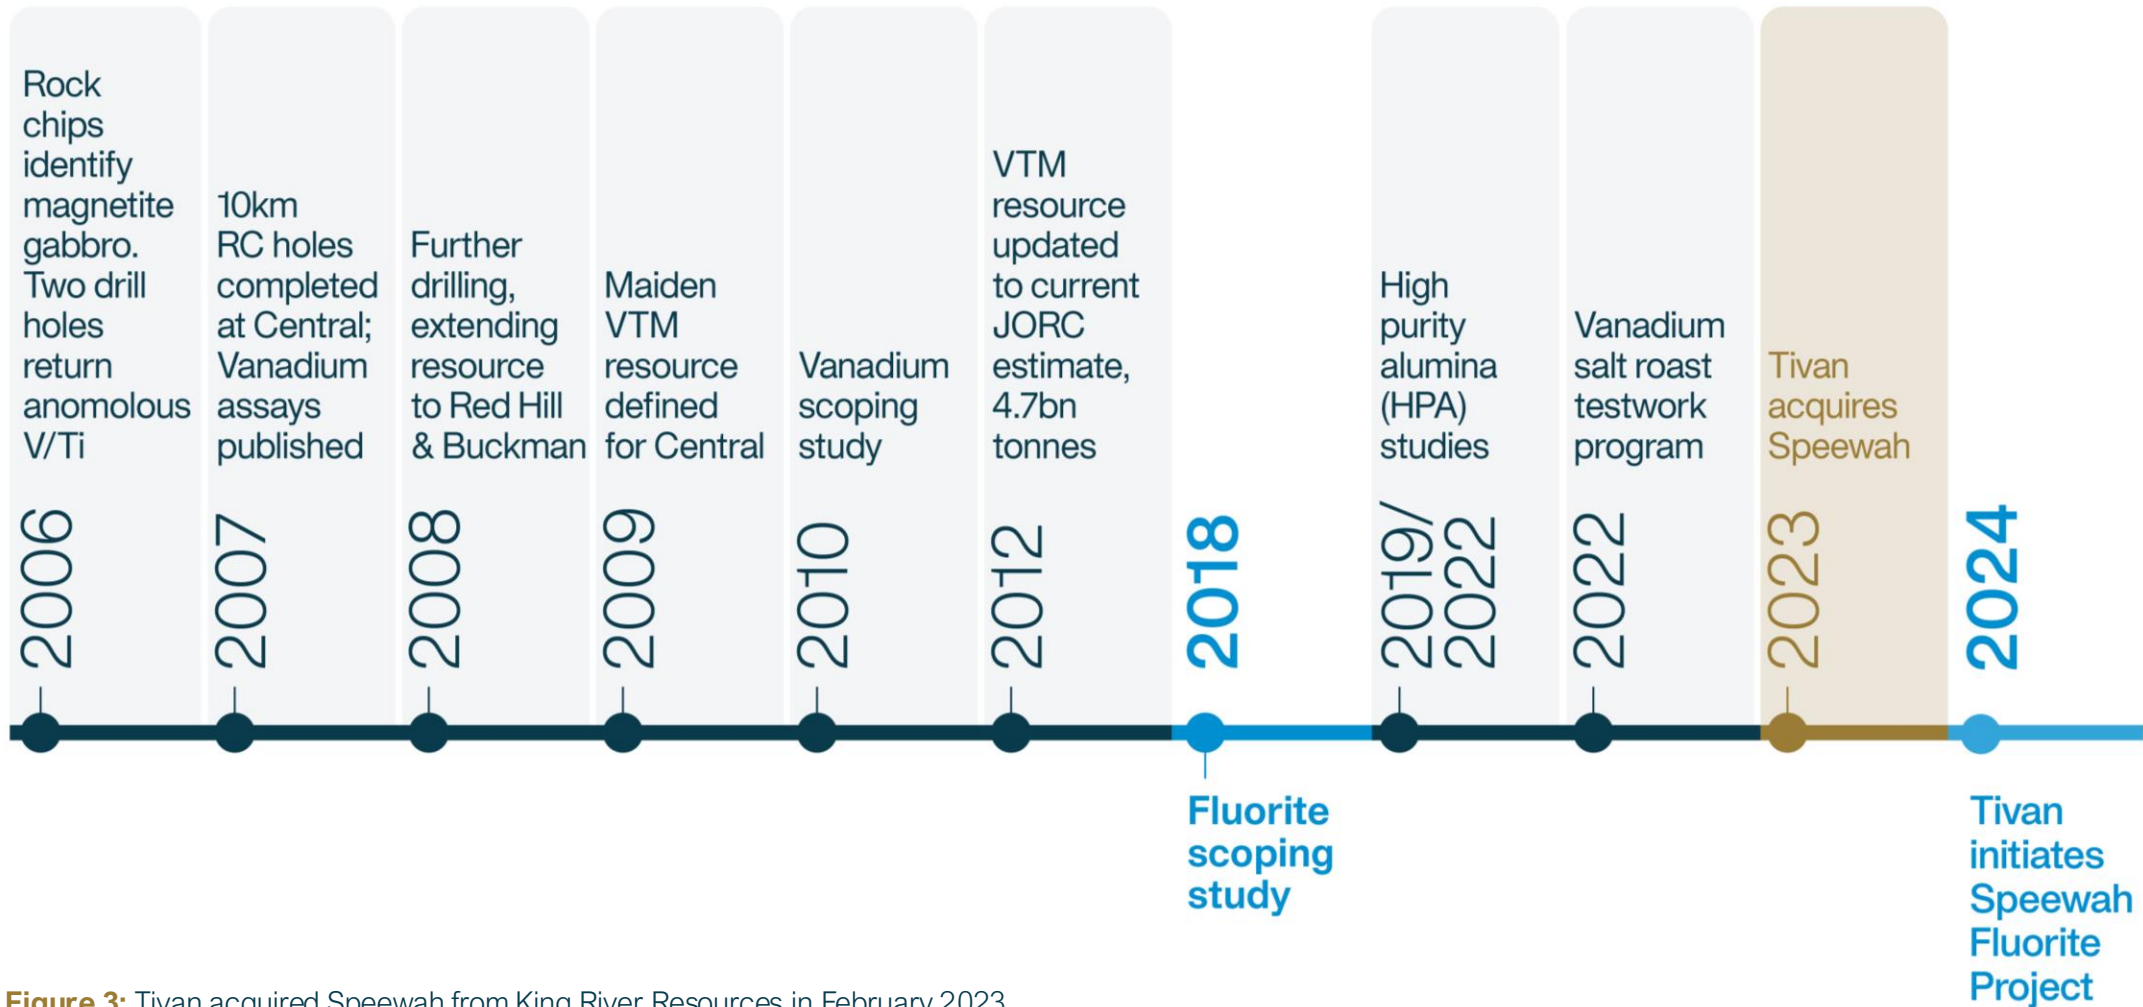 Rock
chips
identify
magnetite
gabbro.
Two drill
holes
return
anomolous
V/Ti
2006
10km
RC holes
completed
at Central;
Vanadium
assays
published
2007
Further
drilling,
extending
resource
to Red Hill
& Buckman
2008
Maiden
VTM
resource
defined
for Central
2009
Vanadium
scoping
study
2010
VTM
resource
updated
to current
JORC
estimate,
4.7bn
tonnes
2012
2018
Fluorite
scoping
study
High
purity
alumina
(HPA)
studies
2019/
2022
Vanadium
salt roast
testwork
program
2022
Tivan
acquires
Speewah
2023
2024
Tivan
initiates
Speewah
Fluorite
Project
Figure 3: Tivan acquired Speewah from King River Resources in February 2023